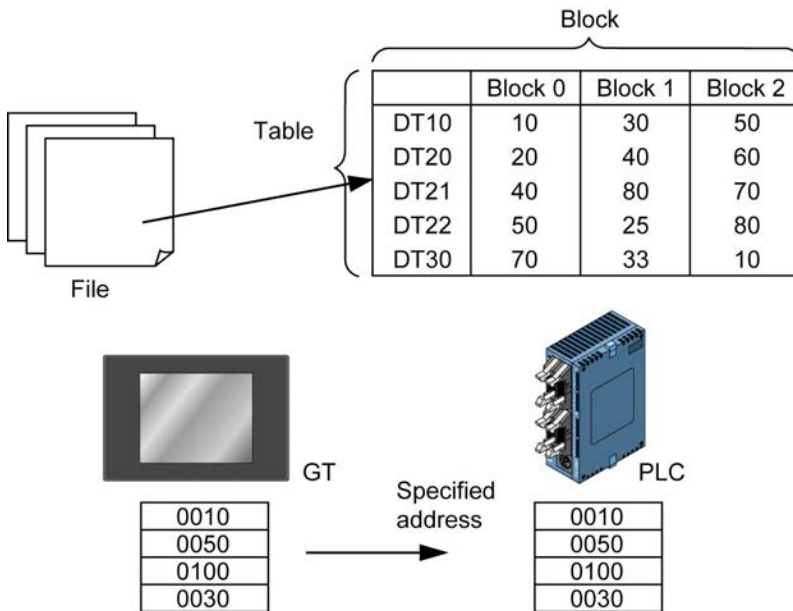 Block
Table
Block 0 Block 1 Block 2
DT10 10 30 50
DT20 20 40 60
DT21 40 80 70
DT22 50 25 80
DT30 70 33 10
File
GT
PLC
Specified
address
0010
0050
0100
0030
0010
0050
0100
0030